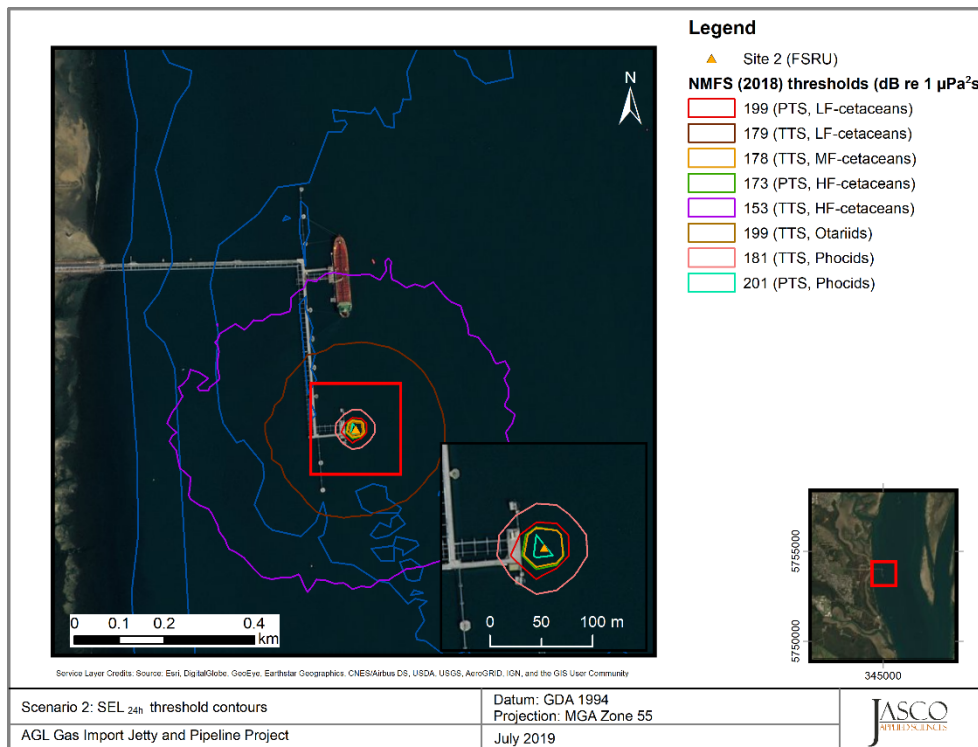 Legend
Site 2 (FSRU)
NMFS (2018) thresholds (dB re 1 µPa²s
199 (PTS, LF-cetaceans)
179 (TTS, LF-cetaceans)
178 (TTS, MF-cetaceans)
173 (PTS, HF-cetaceans)
153 (TTS, HF-cetaceans)
199 (TTS, Otariids)
181 (TTS, Phocids)
201 (PTS, Phocids)
N
0 0.1 0.2 0.4
km
0 50 100 m
5755000
5750000
345000
Service Layer Credits: Source: Esri, DigitalGlobe, GeoEye, Earthstar Geographics, CNES/Airbus DS, USDA, USGS, AeroGRID, IGN, and the GIS User Community
Scenario 2: SEL 24h threshold contours
AGL Gas Import Jetty and Pipeline Project
Datum: GDA 1994
Projection: MGA Zone 55
July 2019
JASCO
APPLIED SCIENCES